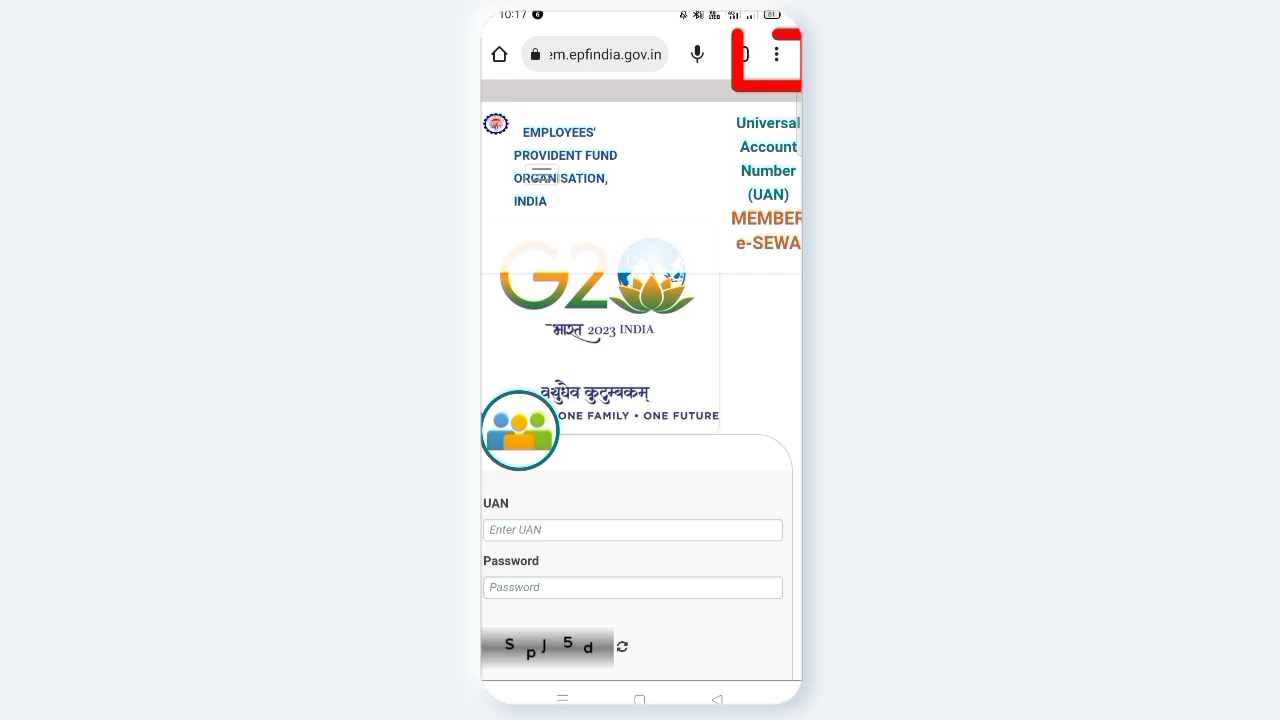 10:17
em.epfindia.gov.in
EMPLOYEES'
PROVIDENT FUND
ORGANISATION,
INDIA
Universal
Account
Number
(UAN)
MEMBER
e-SEWA
G20
भारत 2023 INDIA
वसुधैव कुटुम्बकम्
ONE FAMILY • ONE FUTURE
UAN
Enter UAN
Password
Password
S p J 5 d